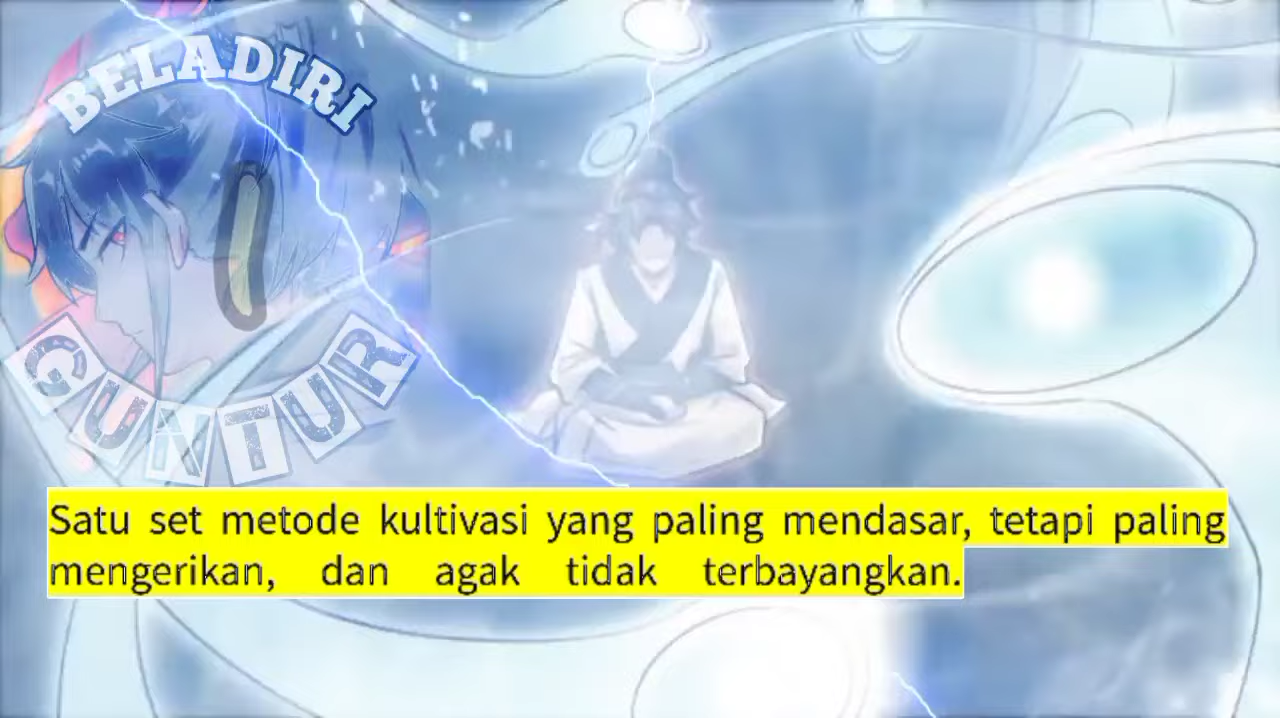 BELADIRI
GUNTUR
Satu set metode kultivasi yang paling mendasar, tetapi paling
mengerikan, dan agak tidak terbayangkan.